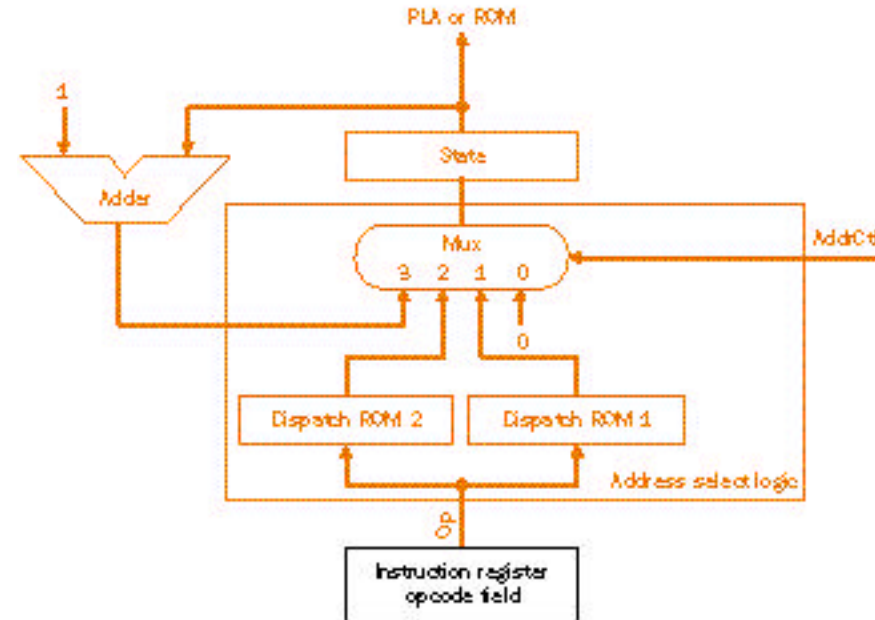 PLA or ROM
1
State
Adder
Mux
AddrCtl
3 2 1 0
0
Dispatch ROM 2
Dispatch ROM 1
Address select logic
Op
Instruction register
opcode field